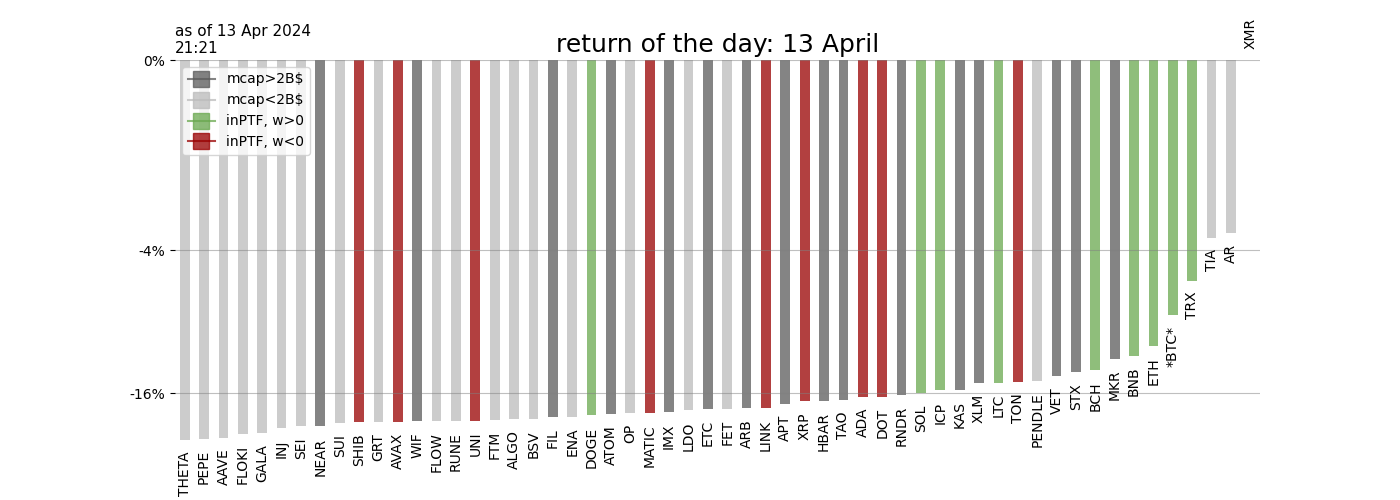 as of 13 Apr 2024
21:21
return of the day: 13 April
XMR
0%
mcap>2B$
mcap<2B$
inPTF, w>0
inPTF, w<0
-4%
-16%
THETA
PEPE
AAVE
FLOKI
GALA
INJ
SEI
NEAR
SUI
SHIB
GRT
AVAX
WIF
FLOW
RUNE
UNI
FTM
ALGO
BSV
FIL
ENA
DOGE
ATOM
OP
MATIC
IMX
LDO
ETC
FET
ARB
LINK
APT
XRP
HBAR
TAO
ADA
DOT
RNDR
SOL
ICP
KAS
XLM
LTC
TON
PENDLE
VET
STX
BCH
MKR
BNB
ETH
*BTC*
TRX
TIA
AR